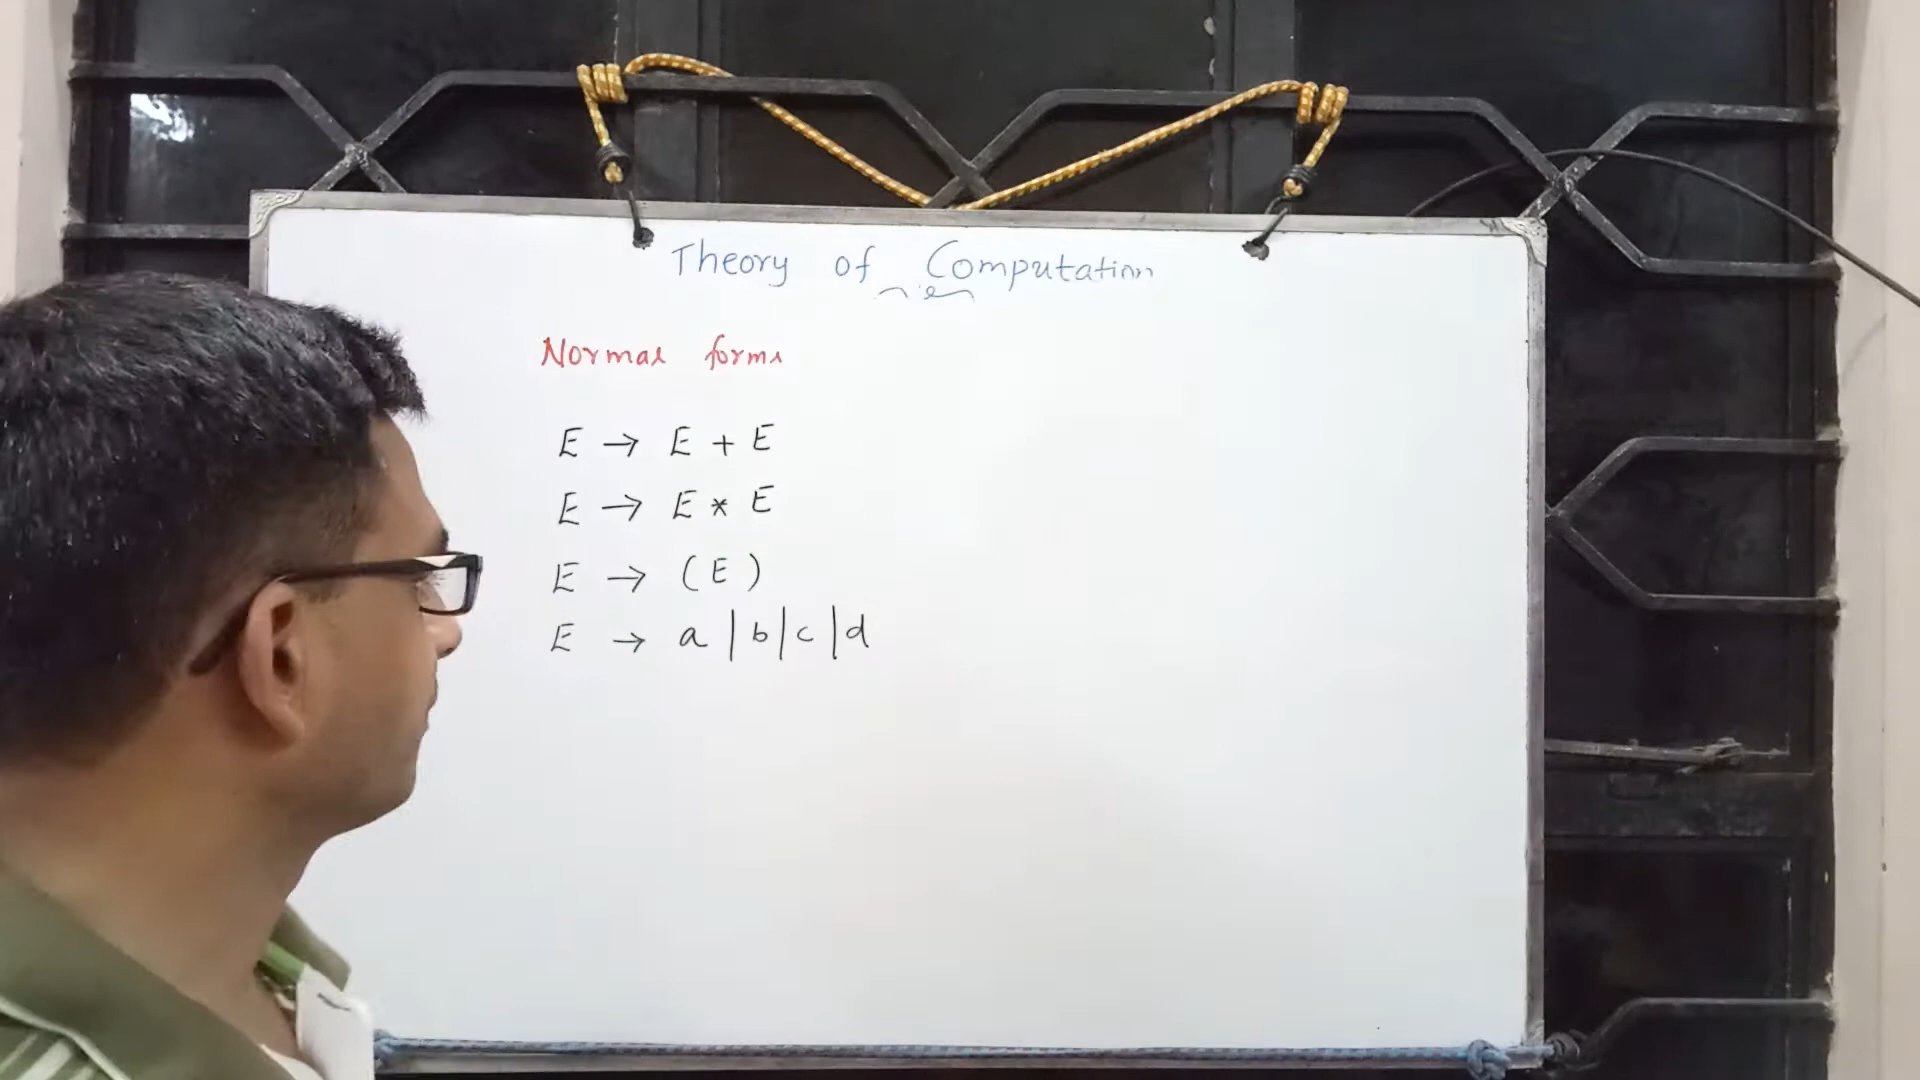 Theory of Computation
Normal forms
E → E + E
E → E * E
E → (E)
E → a | b | c | d